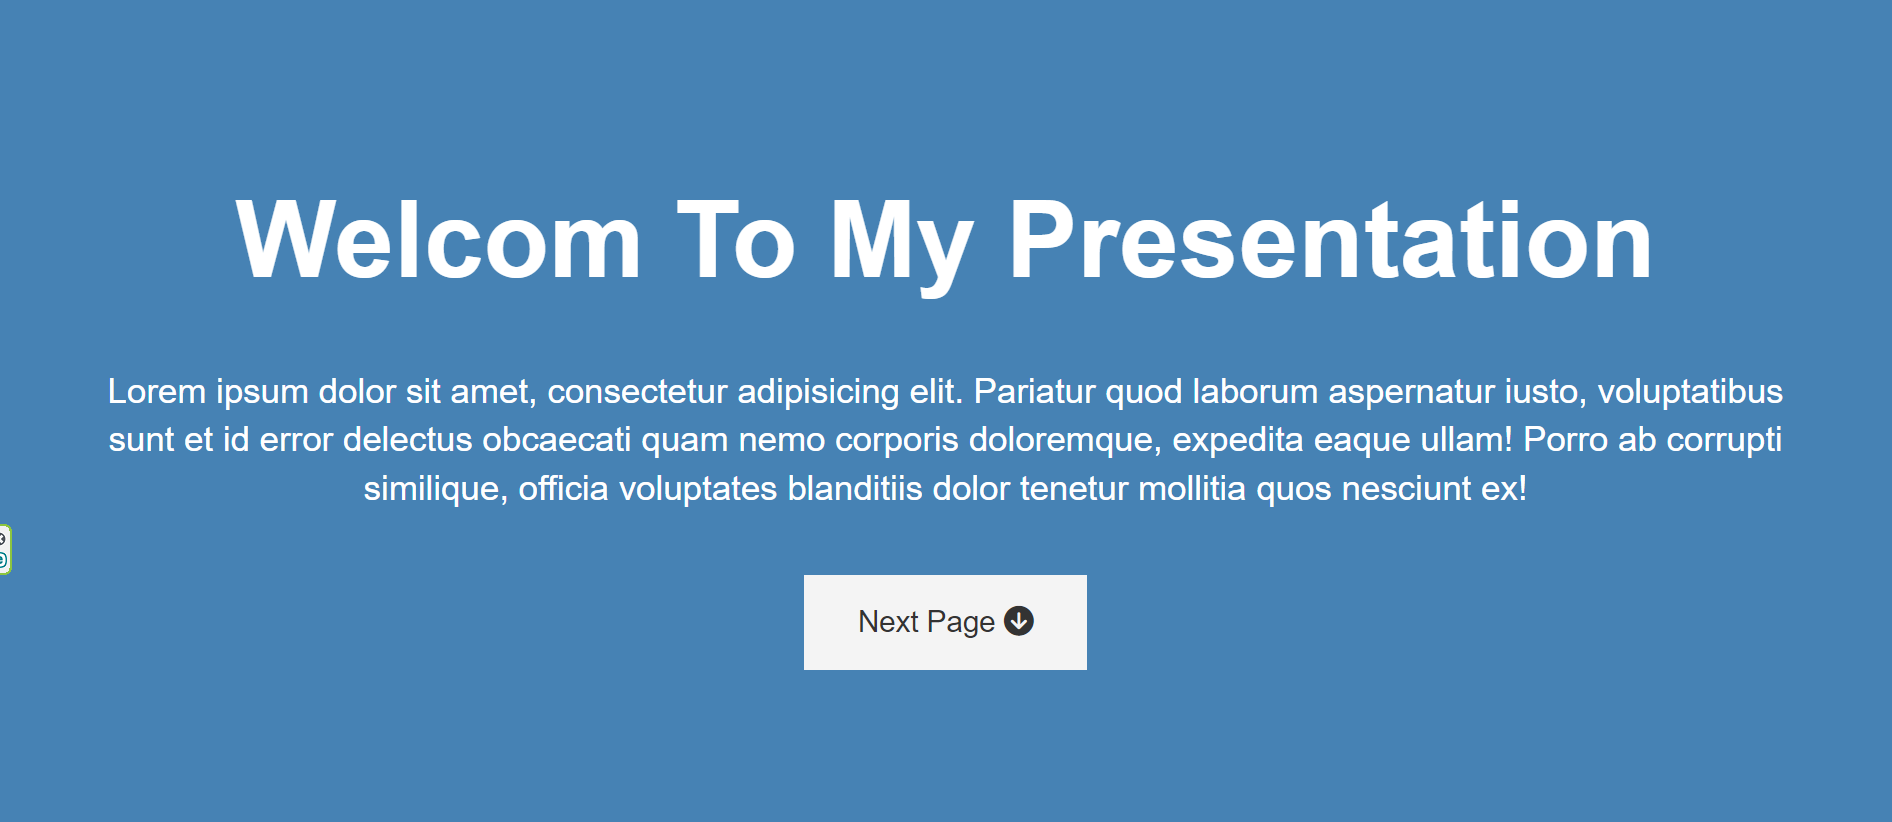 Welcom To My Presentation
Lorem ipsum dolor sit amet, consectetur adipisicing elit. Pariatur quod laborum aspernatur iusto, voluptatibus
sunt et id error delectus obcaecati quam nemo corporis doloremque, expedita eaque ullam! Porro ab corrupti
similique, officia voluptates blanditiis dolor tenetur mollitia quos nesciunt ex!
Next Page